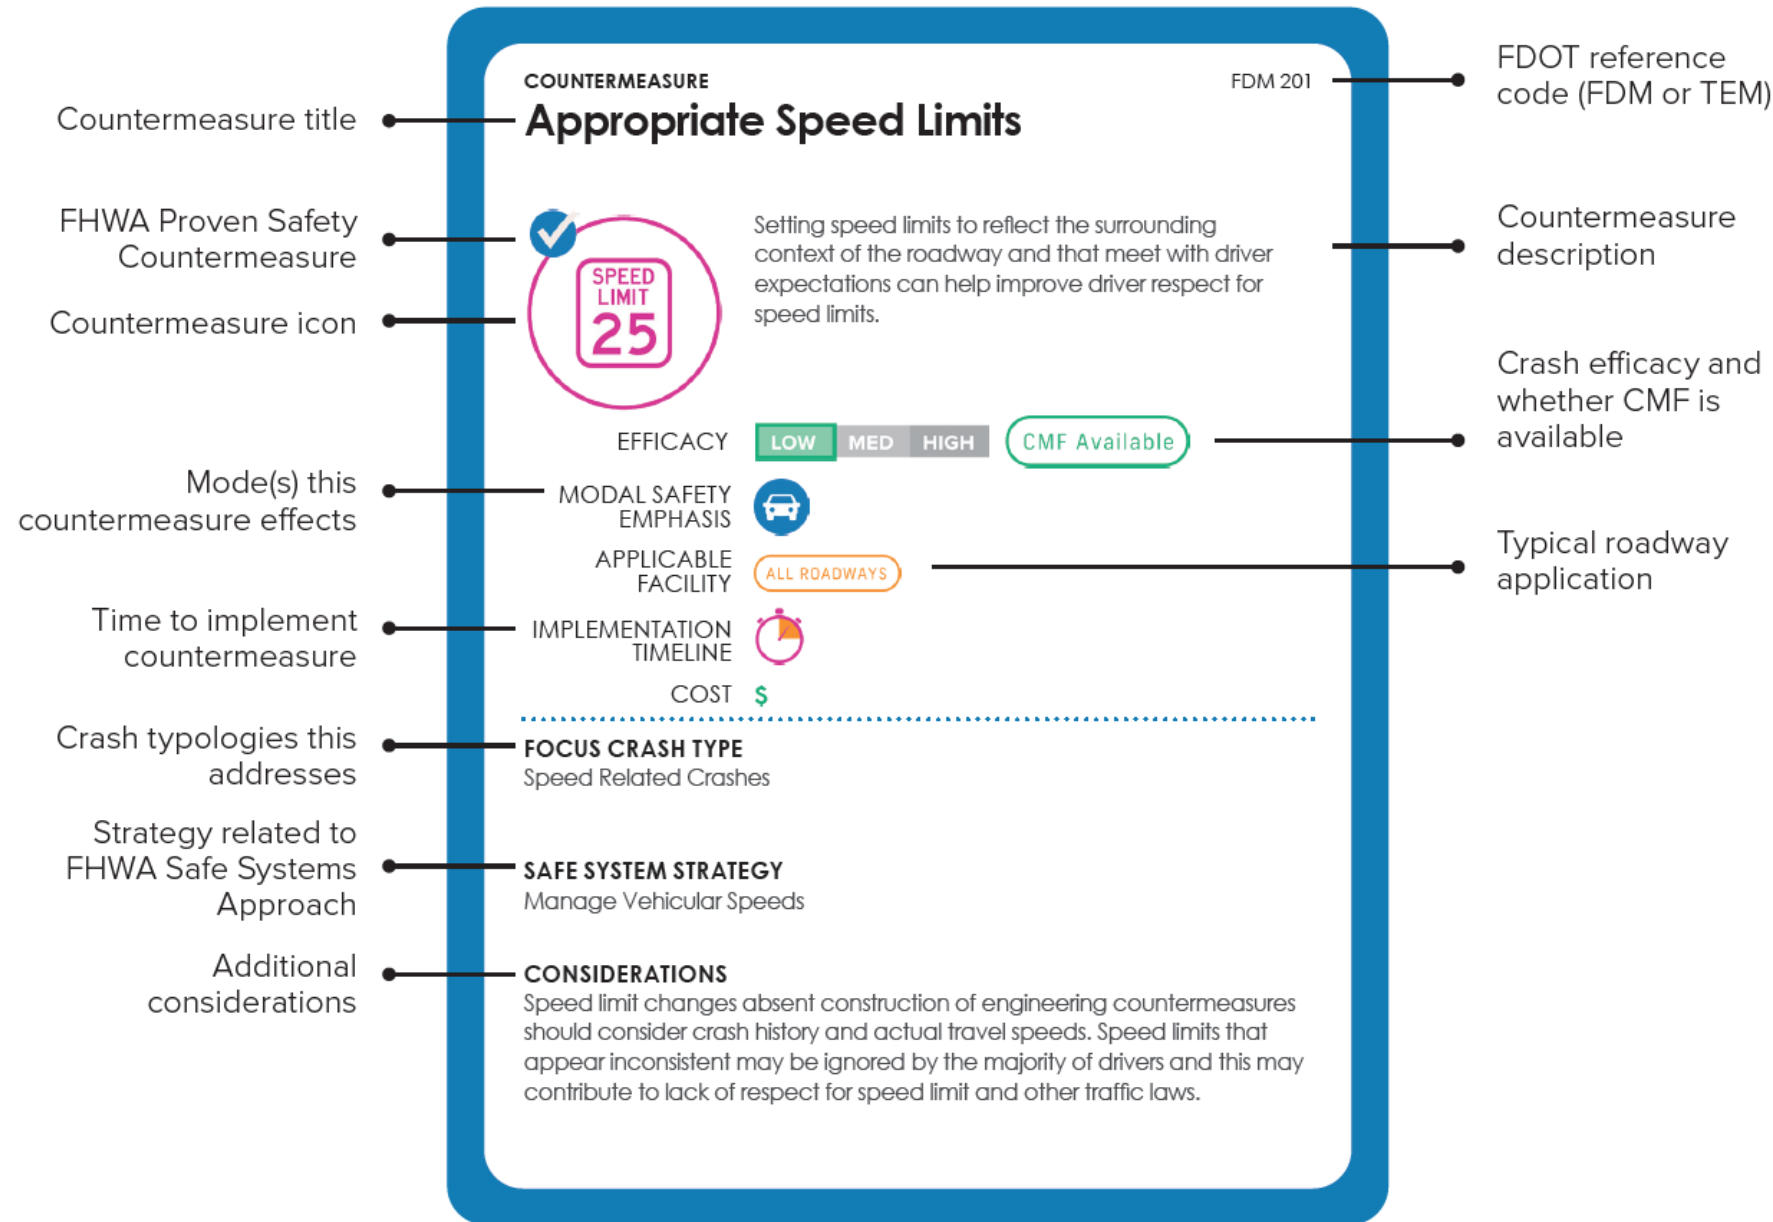 COUNTERMEASURE
FDM 201
Appropriate Speed Limits
Setting speed limits to reflect the surrounding
context of the roadway and that meet with driver
expectations can help improve driver respect for
speed limits.
SPEED
LIMIT
25
EFFICACY
LOW MED HIGH
CMF Available
MODAL SAFETY
EMPHASIS
APPLICABLE
FACILITY
ALL ROADWAYS
IMPLEMENTATION
TIMELINE
COST $
FOCUS CRASH TYPE
Speed Related Crashes
SAFE SYSTEM STRATEGY
Manage Vehicular Speeds
CONSIDERATIONS
Speed limit changes absent construction of engineering countermeasures
should consider crash history and actual travel speeds. Speed limits that
appear inconsistent may be ignored by the majority of drivers and this may
contribute to lack of respect for speed limit and other traffic laws.
Countermeasure title
FHWA Proven Safety
Countermeasure
Countermeasure icon
Mode(s) this
countermeasure effects
Time to implement
countermeasure
Crash typologies this
addresses
Strategy related to
FHWA Safe Systems
Approach
Additional
considerations
FDOT reference
code (FDM or TEM)
Countermeasure
description
Crash efficacy and
whether CMF is
available
Typical roadway
application